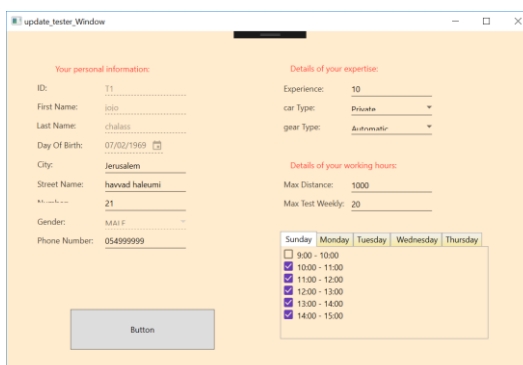 update_tester_Window
Your personal information:
ID: T1
First Name: jojo
Last Name: chalass
Day Of Birth: 07/02/1969
City: Jerusalem
Street Name: havvad haleumi
Number: 21
Gender: MALE
Phone Number: 054999999
Button
Details of your expertise:
Experience: 10
car Type: Private
gear Type: Automatic
Details of your working hours:
Max Distance: 1000
Max Test Weekly: 20
Sunday Monday Tuesday Wednesday Thursday
9:00 - 10:00
10:00 - 11:00
11:00 - 12:00
12:00 - 13:00
13:00 - 14:00
14:00 - 15:00